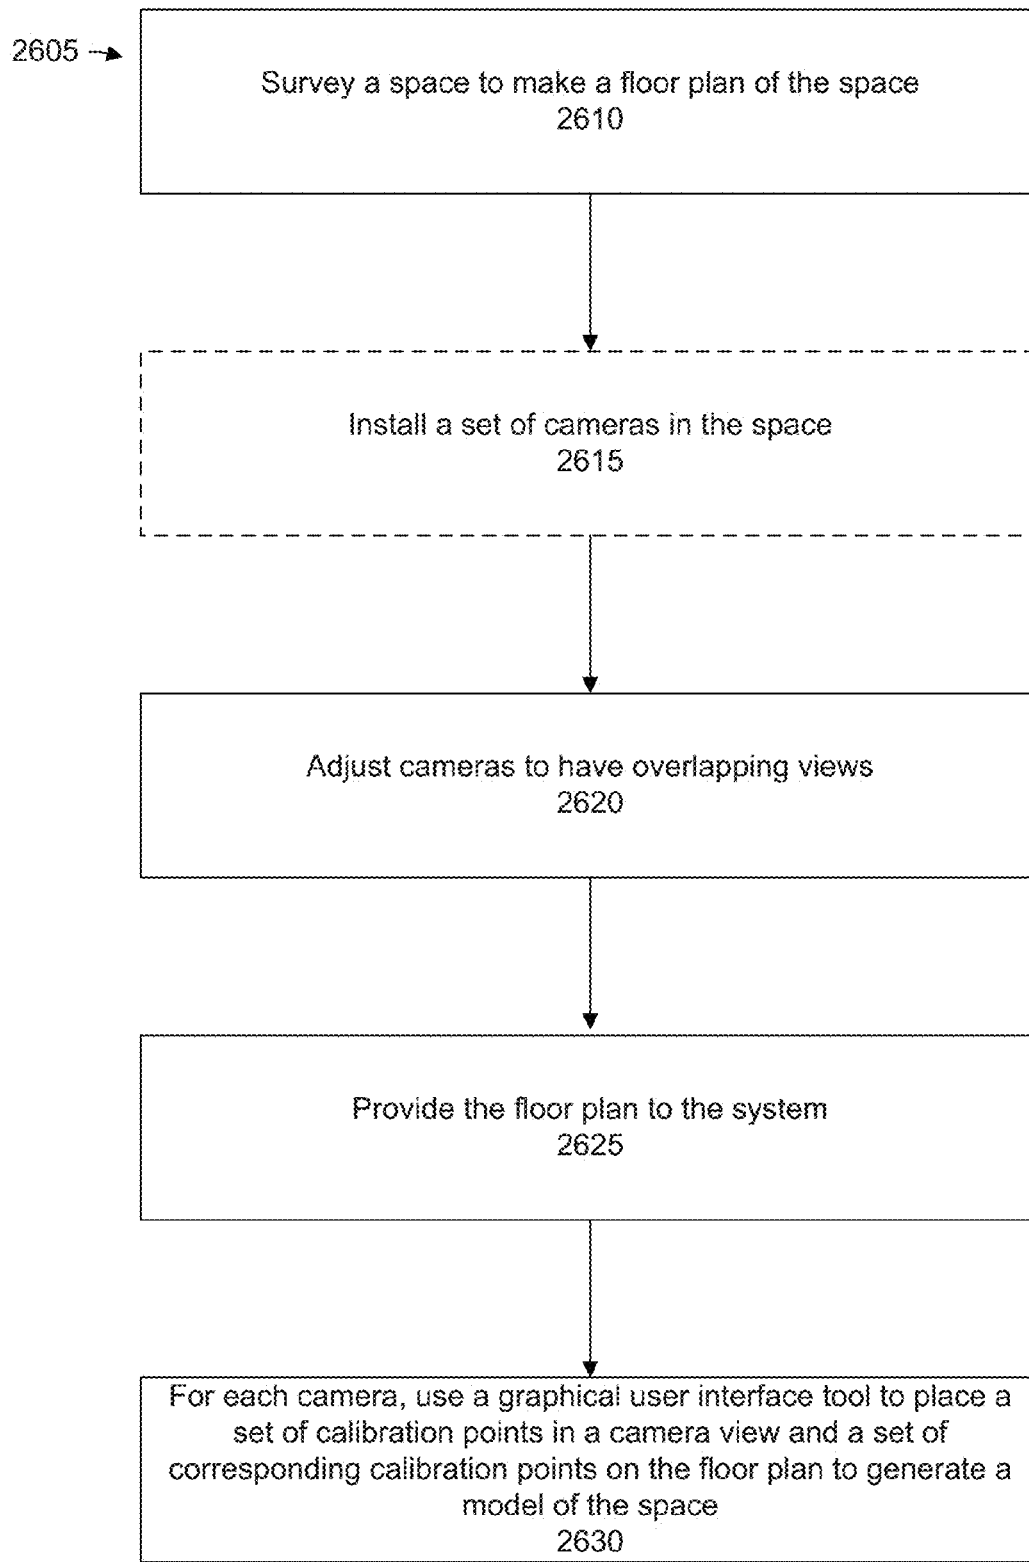 2605
Survey a space to make a floor plan of the space
2610
Install a set of cameras in the space
2615
Adjust cameras to have overlapping views
2620
Provide the floor plan to the system
2625
For each camera, use a graphical user interface tool to place a
set of calibration points in a camera view and a set of
corresponding calibration points on the floor plan to generate a
model of the space
2630